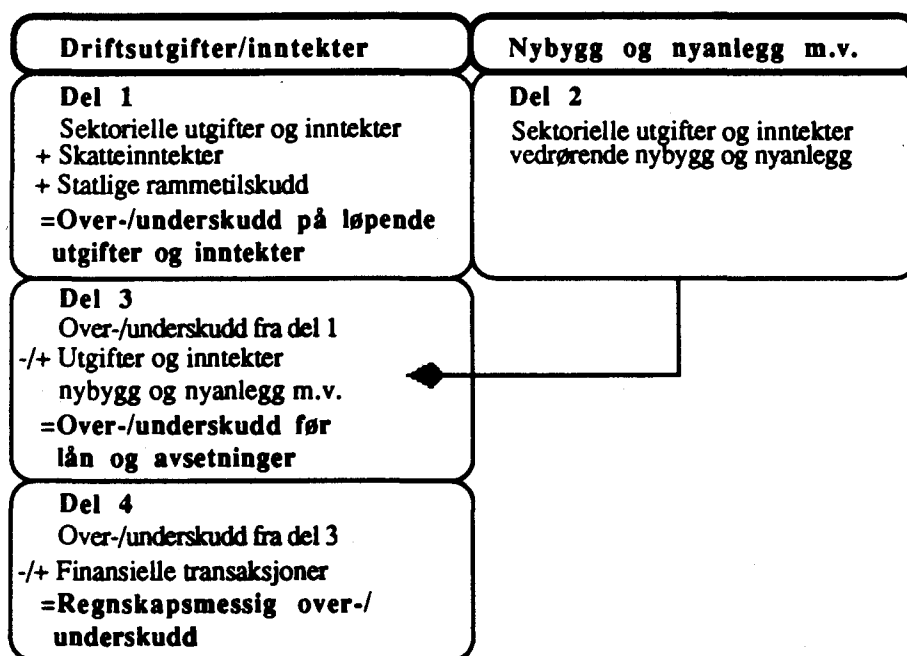 Driftsutgifter/inntekter
Nybygg og nyanlegg m.v.
Del 1
Sektorielle utgifter og inntekter
+ Skatteinntekter
+ Statlige rammetilskudd
=Over-/underskudd på løpende
utgifter og inntekter
Del 2
Sektorielle utgifter og inntekter
vedrørende nybygg og nyanlegg
Del 3
Over-/underskudd fra del 1
-/+ Utgifter og inntekter
nybygg og nyanlegg m.v.
=Over-/underskudd før
lån og avsetninger
Del 4
Over-/underskudd fra del 3
-/+ Finansielle transaksjoner
=Regnskapsmessig over-/
underskudd